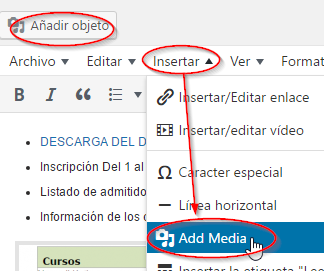 Añadir objeto
Archivo Editar Insertar Ver Format
B I
DESCARGA DEL D
Inscripción Del 1 al
Listado de admitido
Información de los
Cursos
Insertar/Editar enlace
Insertar/editar vídeo
Ω Caracter especial
Línea horizontal
Add Media
Insertar la etiqueta "Lee